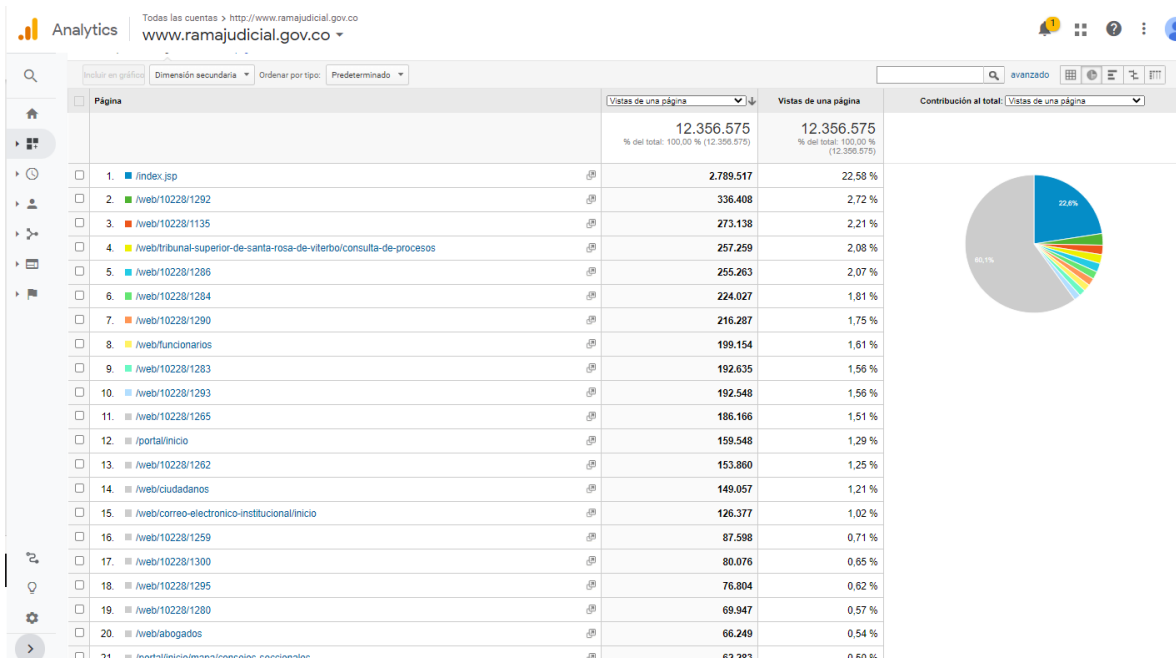 Todas las cuentas > http://www.ramajudicial.gov.co
Analytics www.ramajudicial.gov.co
1
Incluir en gráfico Dimensión secundaria Ordenar por tipo: Predeterminado avanzado
Página Vistas de una página Vistas de una página Contribución al total: Vistas de una página
12.356.575 12.356.575
% del total: 100,00 % (12.356.575) % del total: 100,00 %
(12.356.575)
1. /index.jsp 2.789.517 22,58 %
2. /web/10228/1292 336.408 2,72 %
3. /web/10228/1135 273.138 2,21 %
4. /web/tribunal-superior-de-santa-rosa-de-viterbo/consulta-de-procesos 257.259 2,08 %
5. /web/10228/1286 255.263 2,07 %
6. /web/10228/1284 224.027 1,81 %
7. /web/10228/1290 216.287 1,75 %
8. /web/funcionarios 199.154 1,61 %
9. /web/10228/1283 192.635 1,56 %
10. /web/10228/1293 192.548 1,56 %
11. /web/10228/1265 186.166 1,51 %
12. /portal/inicio 159.548 1,29 %
13. /web/10228/1262 153.860 1,25 %
14. /web/ciudadanos 149.057 1,21 %
15. /web/correo-electronico-institucional/inicio 126.377 1,02 %
16. /web/10228/1259 87.598 0,71 %
17. /web/10228/1300 80.076 0,65 %
18. /web/10228/1295 76.804 0,62 %
19. /web/10228/1280 69.947 0,57 %
20. /web/abogados 66.249 0,54 %
21. /portal/inicio/mapa/consejos-seccionales 0,50 %
22,6%
60,1%